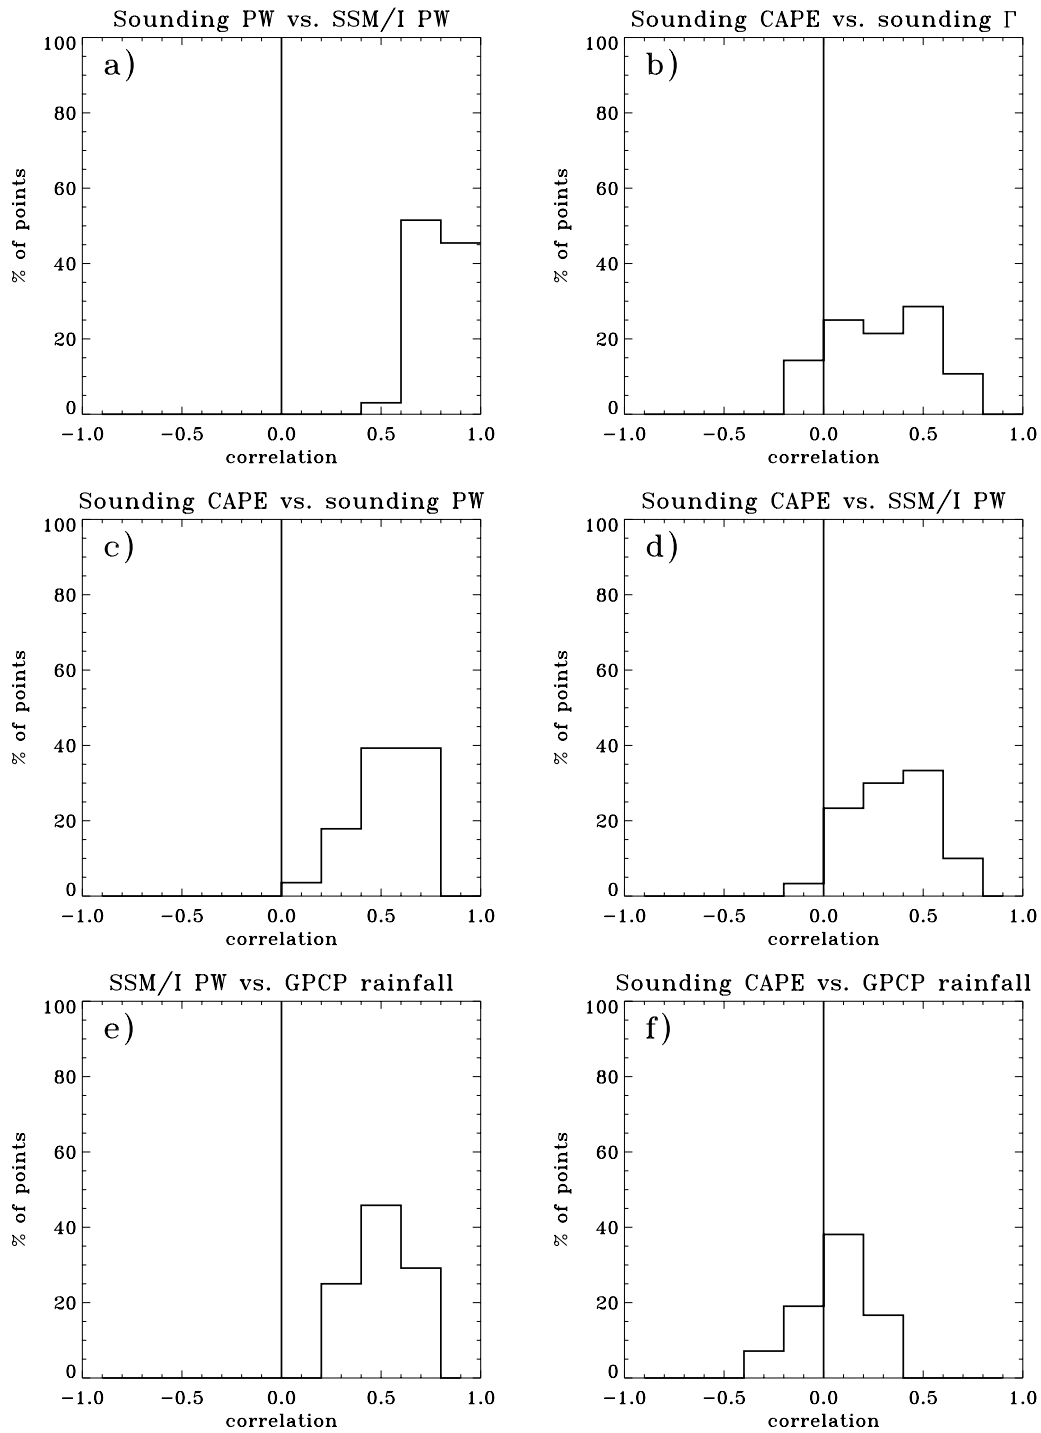 Sounding PW vs. SSM/I PW
a)
100
80
60
40
20
0
% of points
−1.0 −0.5 0.0 0.5 1.0
correlation
Sounding CAPE vs. sounding Γ
b)
100
80
60
40
20
0
% of points
−1.0 −0.5 0.0 0.5 1.0
correlation
Sounding CAPE vs. sounding PW
c)
100
80
60
40
20
0
% of points
−1.0 −0.5 0.0 0.5 1.0
correlation
Sounding CAPE vs. SSM/I PW
d)
100
80
60
40
20
0
% of points
−1.0 −0.5 0.0 0.5 1.0
correlation
SSM/I PW vs. GPCP rainfall
e)
100
80
60
40
20
0
% of points
−1.0 −0.5 0.0 0.5 1.0
correlation
Sounding CAPE vs. GPCP rainfall
f)
100
80
60
40
20
0
% of points
−1.0 −0.5 0.0 0.5 1.0
correlation